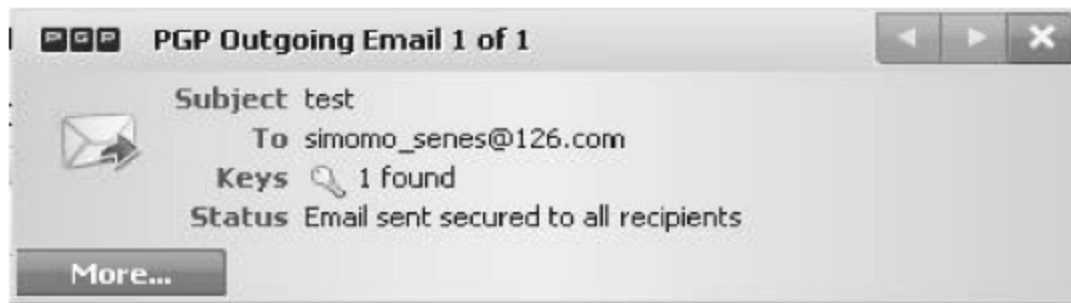 PGP PGP Outgoing Email 1 of 1
Subject test
To simomo_senes@126.com
Keys 1 found
Status Email sent secured to all recipients
More...